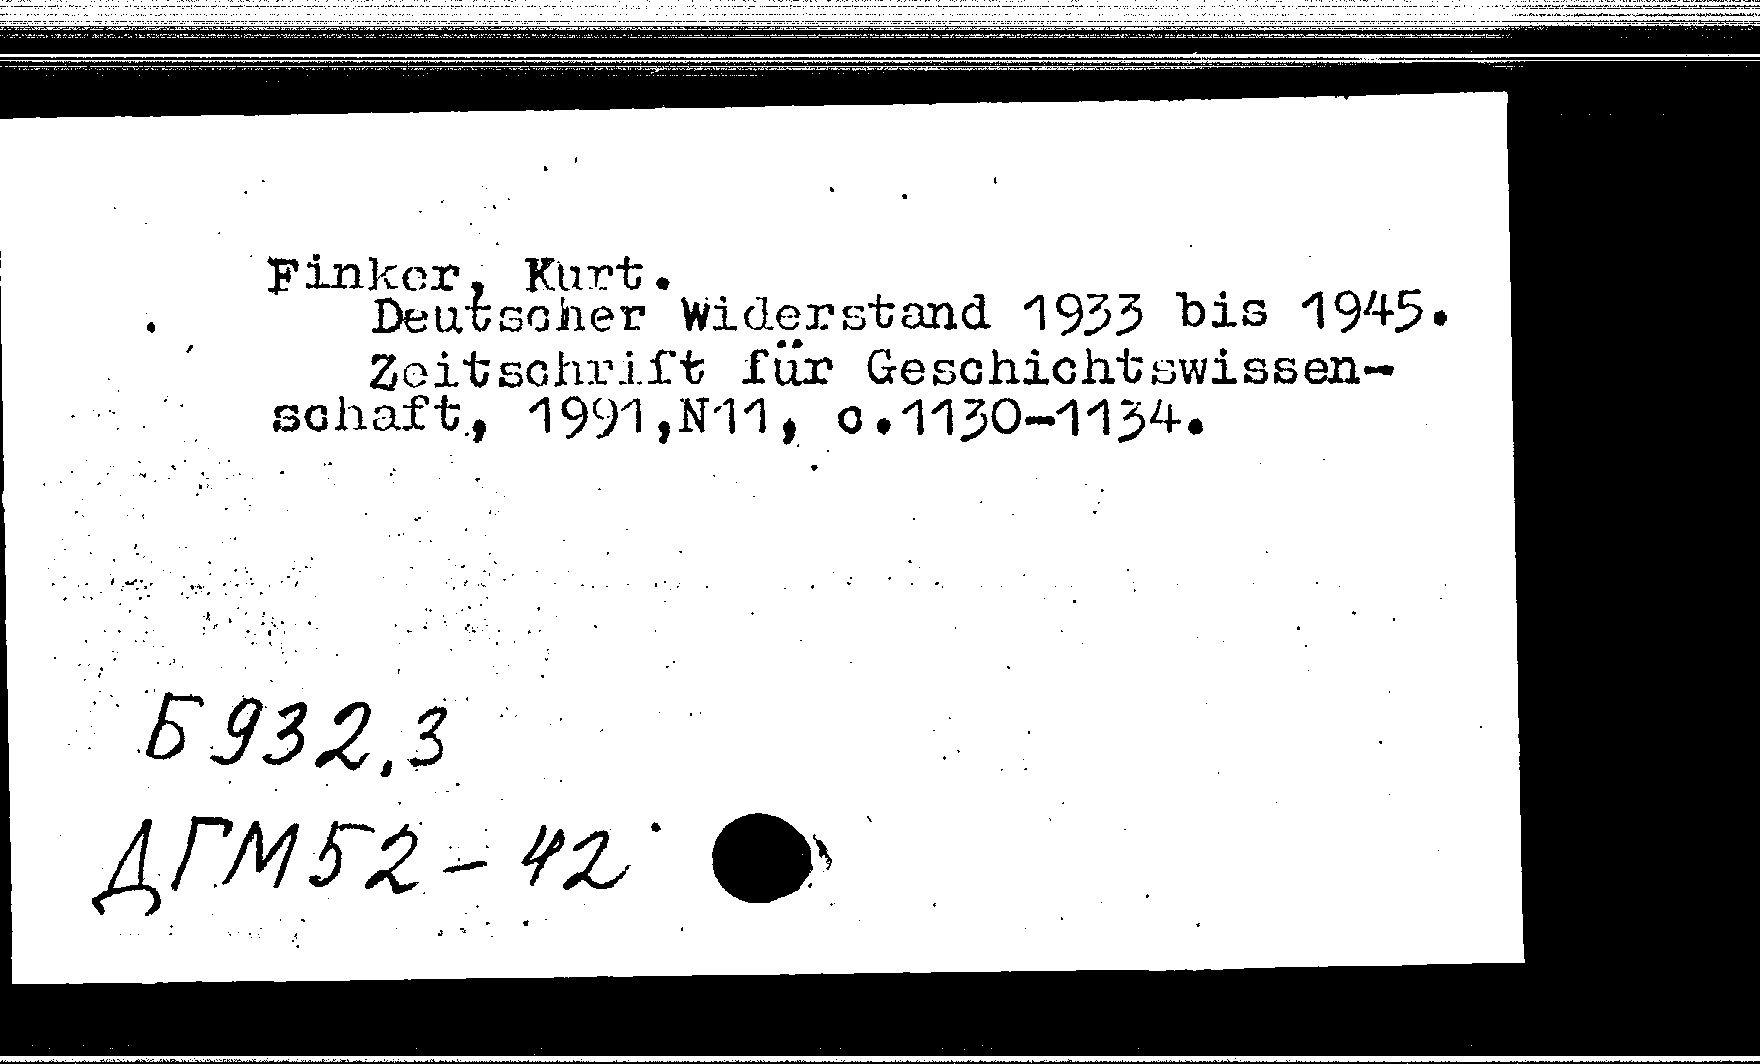 Finker, Kurt.
Deutscher Widerstand 1933 bis 1945.
Zeitschrift für Geschichtswissen-
schaft, 1991,N11, c.1130-1134.
Б932.3
ДГМ52-42